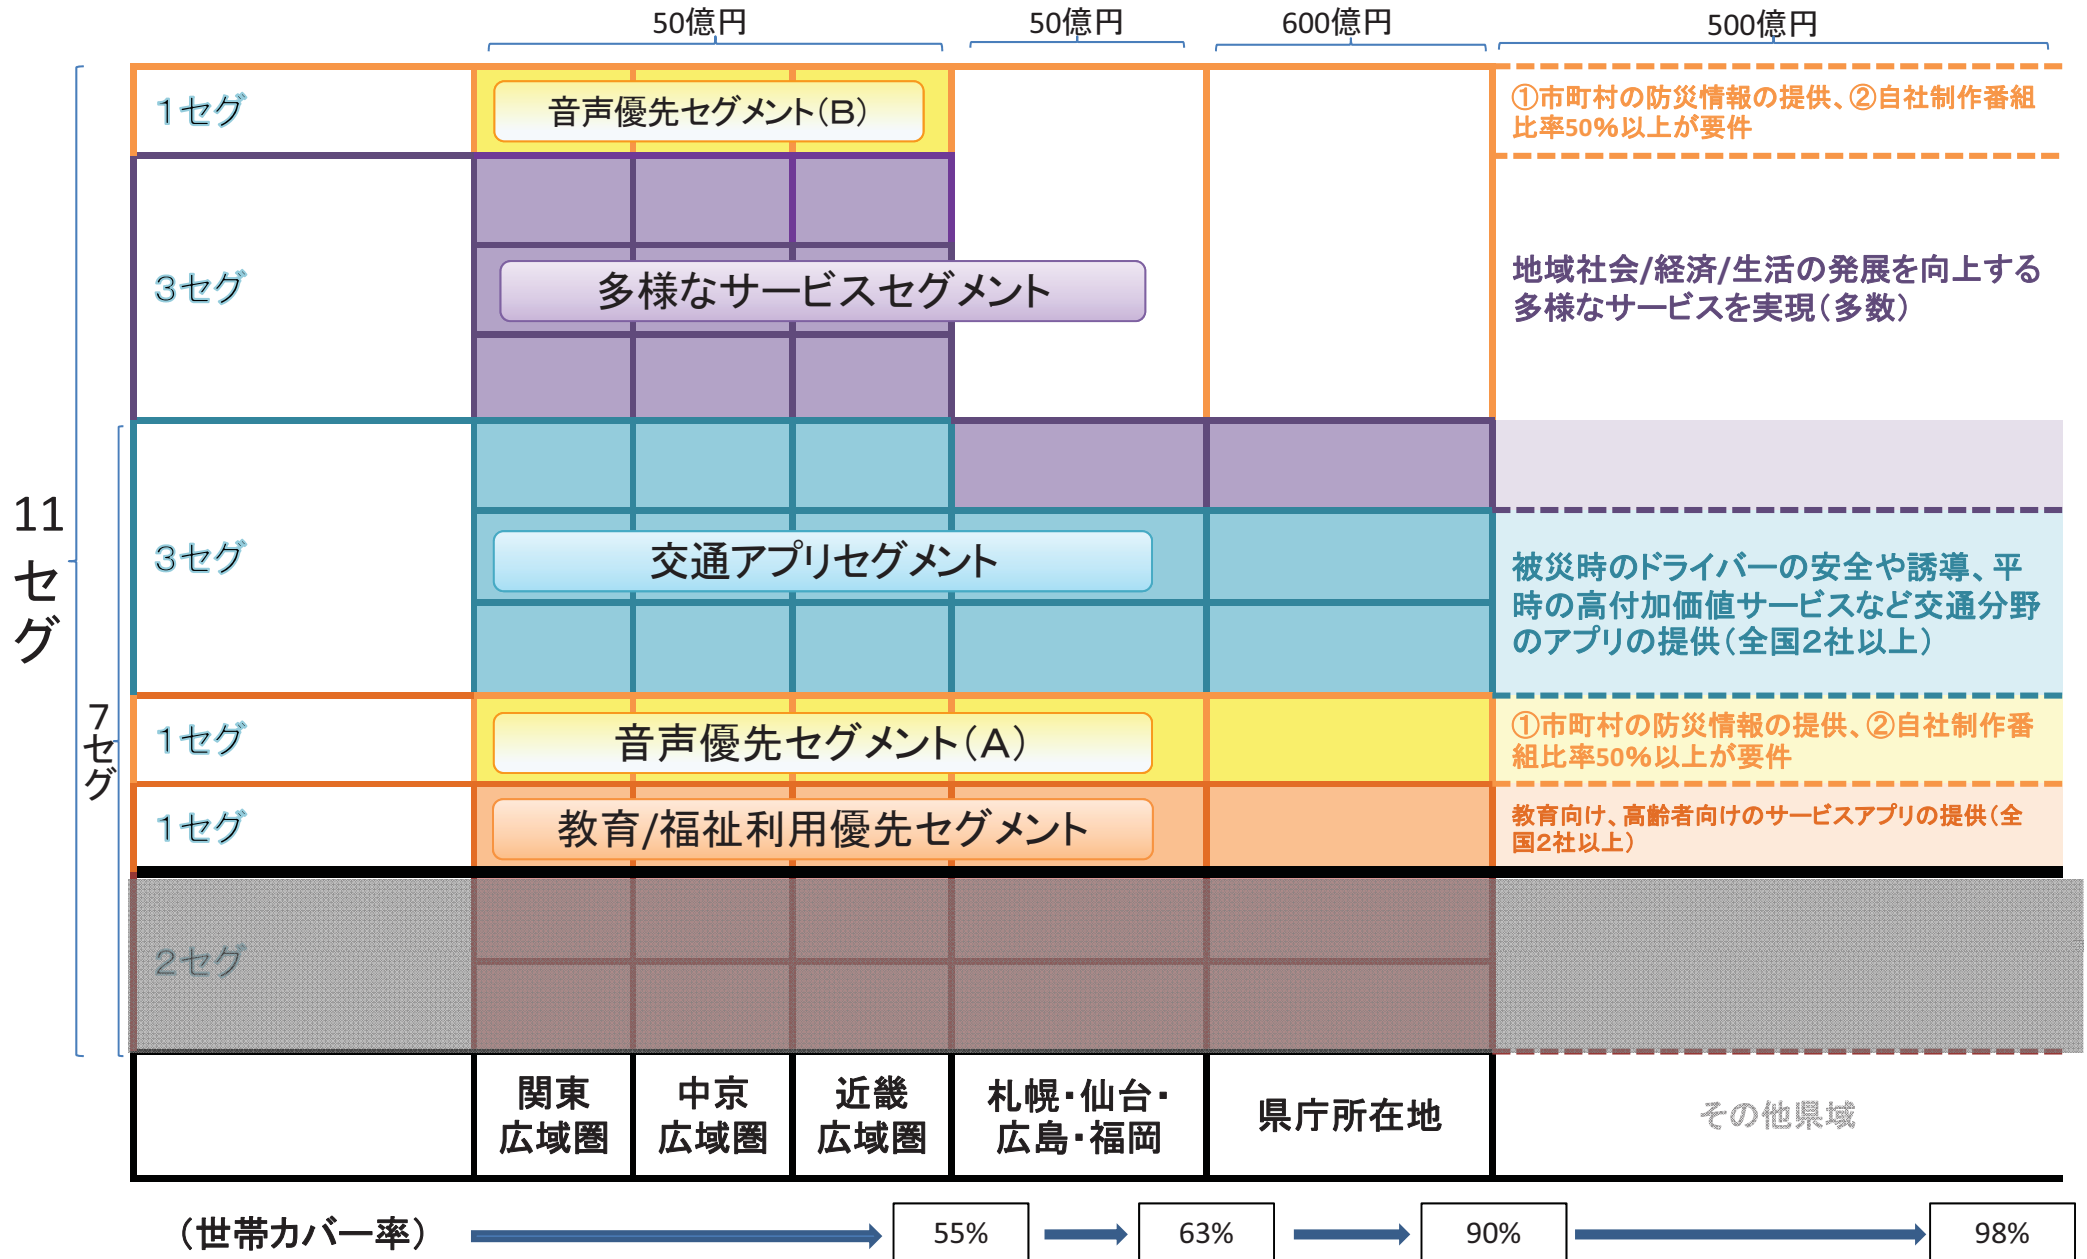 50億円
50億円
600億円
500億円
1セグ
音声優先セグメント(B)
①市町村の防災情報の提供、②自社制作番組
比率50%以上が要件
3セグ
多様なサービスセグメント
地域社会/経済/生活の発展を向上する
多様なサービスを実現(多数)
11
セ
グ
3セグ
交通アプリセグメント
被災時のドライバーの安全や誘導、平
時の高付加価値サービスなど交通分野
のアプリの提供(全国2社以上)
7
セ
グ
1セグ
音声優先セグメント(A)
①市町村の防災情報の提供、②自社制作番
組比率50%以上が要件
1セグ
教育/福祉利用優先セグメント
教育向け、高齢者向けのサービスアプリの提供(全
国2社以上)
2セグ
関東
広域圏
中京
広域圏
近畿
広域圏
札幌・仙台・
広島・福岡
県庁所在地
その他県域
(世帯カバー率)
55%
63%
90%
98%